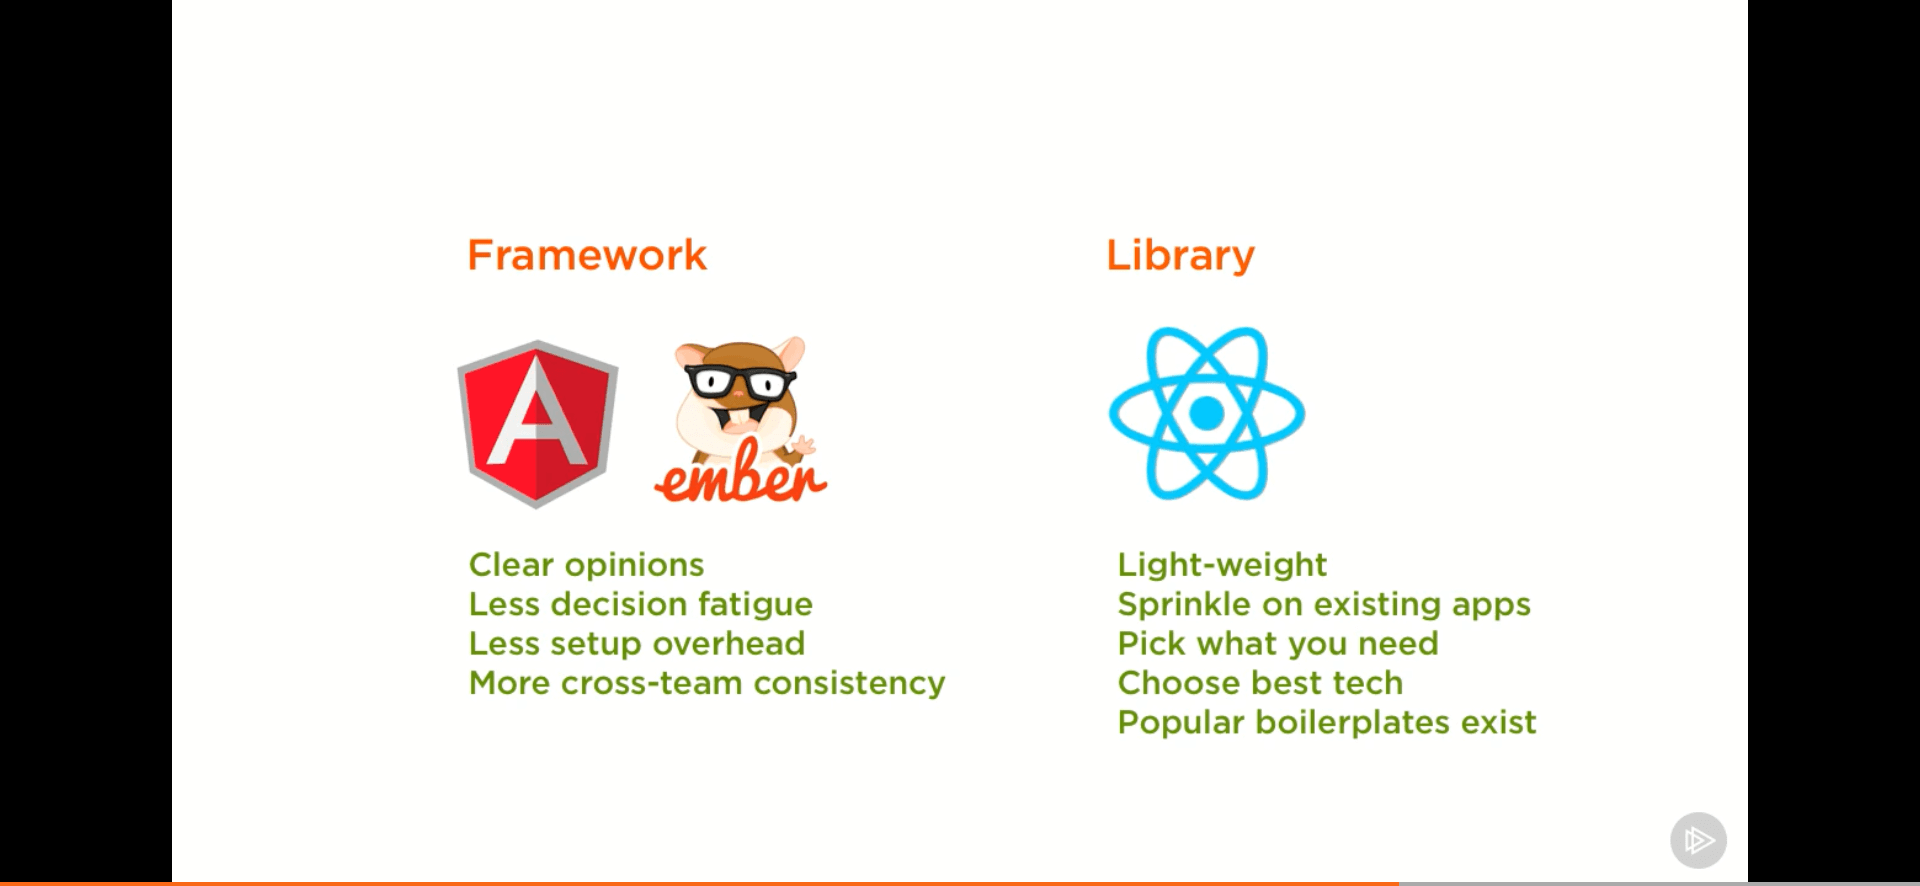 Framework
Library
ember
Clear opinions
Less decision fatigue
Less setup overhead
More cross-team consistency
Light-weight
Sprinkle on existing apps
Pick what you need
Choose best tech
Popular boilerplates exist